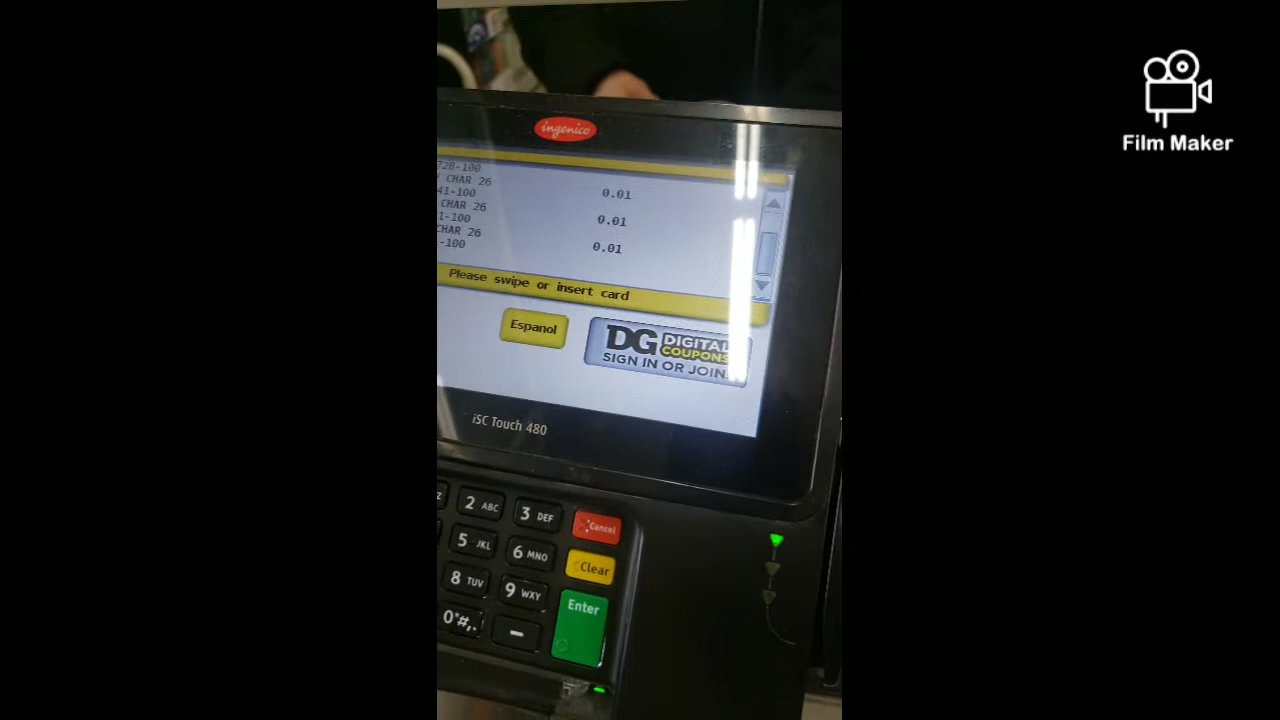 ingenico
728-100
CHAR 26
41-100 0.01
CHAR 26
1-100 0.01
CHAR 26
-100 0.01
Please swipe or insert card
Espanol
DG DIGITAL COUPONS
SIGN IN OR JOIN
iSC Touch 480
2 ABC 3 DEF Cancel
5 JKL 6 MNO Clear
8 TUV 9 WXY Enter
0*#,. -
Film Maker